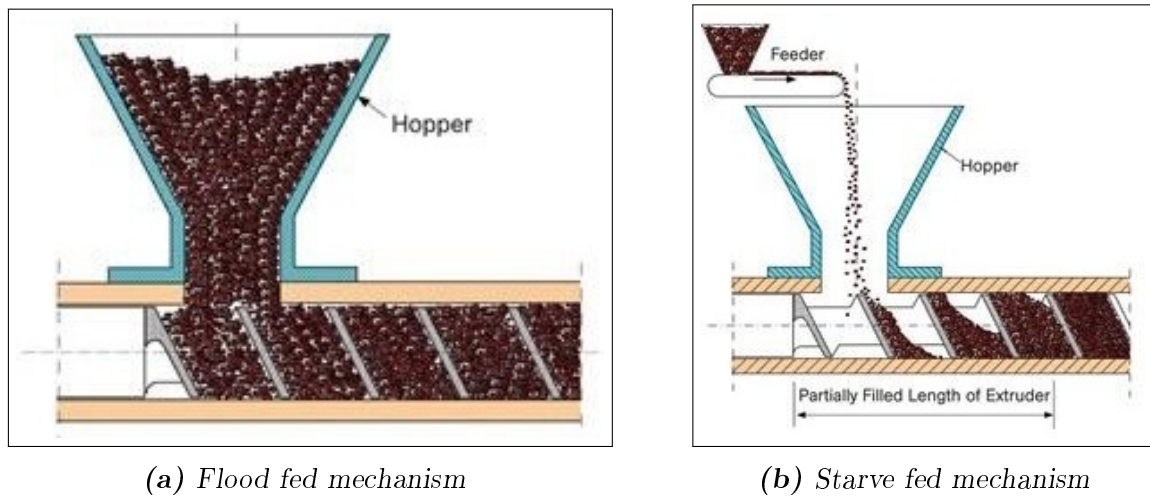 Hopper
(a) Flood fed mechanism
Feeder
Hopper
Partially Filled Length of Extruder
(b) Starve fed mechanism